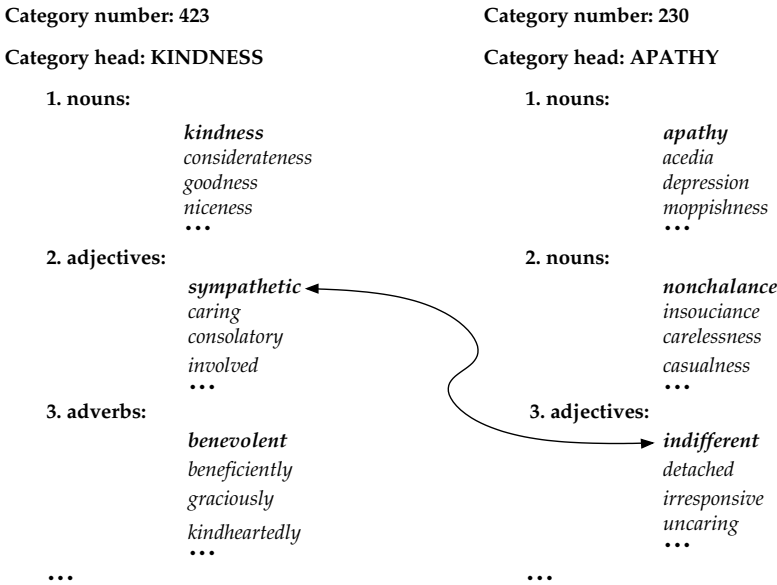 Category number: 423
Category head: KINDNESS
1. nouns:
kindness
considerateness
goodness
niceness
...
2. adjectives:
sympathetic
caring
consolatory
involved
...
3. adverbs:
benevolent
beneficiently
graciously
kindheartedly
...
...
Category number: 230
Category head: APATHY
1. nouns:
apathy
acedia
depression
moppishness
...
2. nouns:
nonchalance
insouciance
carelessness
casualness
...
3. adjectives:
indifferent
detached
irresponsive
uncaring
...
...